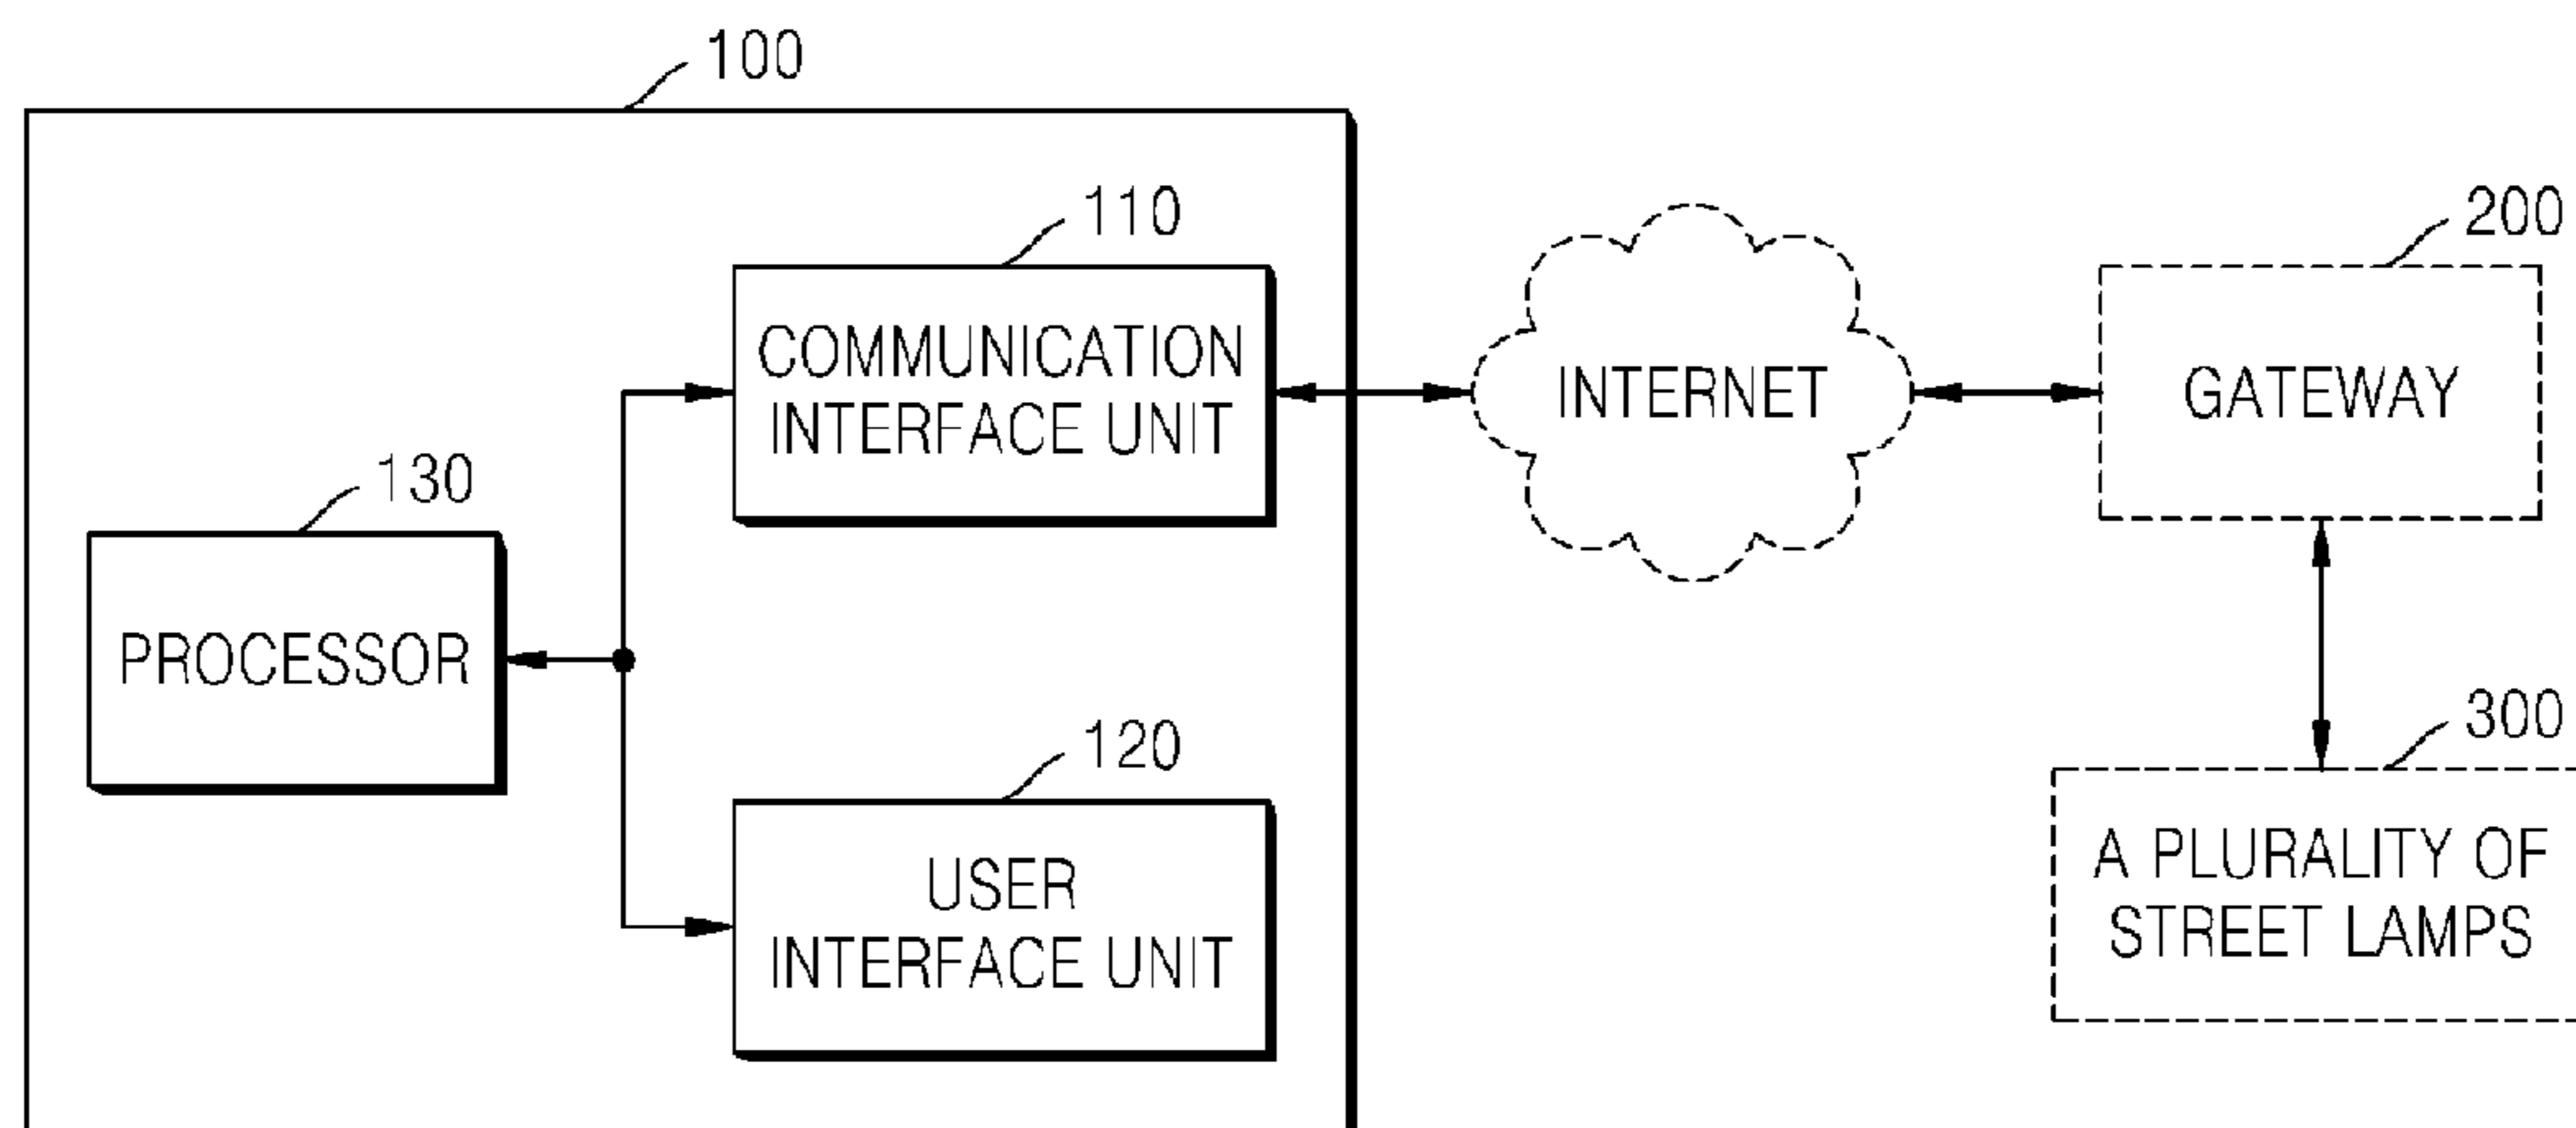 100
110
200
COMMUNICATION
INTERFACE UNIT
INTERNET
GATEWAY
130
PROCESSOR
120
300
USER
INTERFACE UNIT
A PLURALITY OF
STREET LAMPS